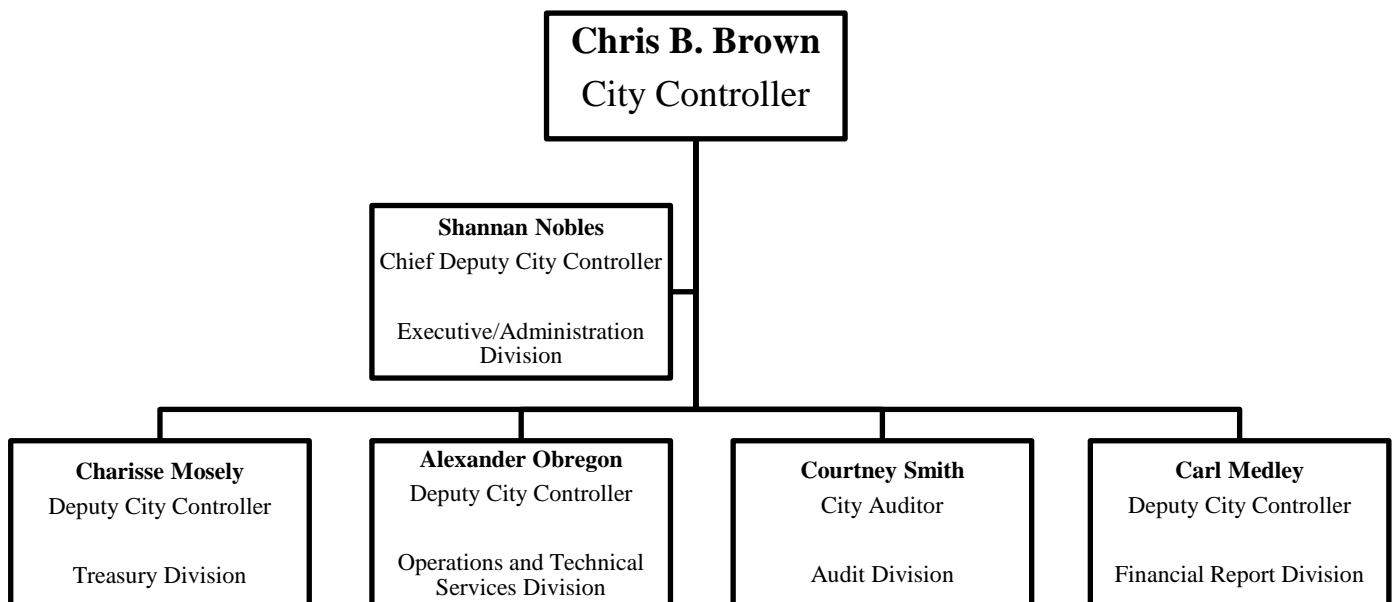 Chris B. Brown
City Controller
Shannan Nobles
Chief Deputy City Controller
Executive/Administration
Division
Charisse Mosely
Deputy City Controller
Treasury Division
Alexander Obregon
Deputy City Controller
Operations and Technical
Services Division
Courtney Smith
City Auditor
Audit Division
Carl Medley
Deputy City Controller
Financial Report Division